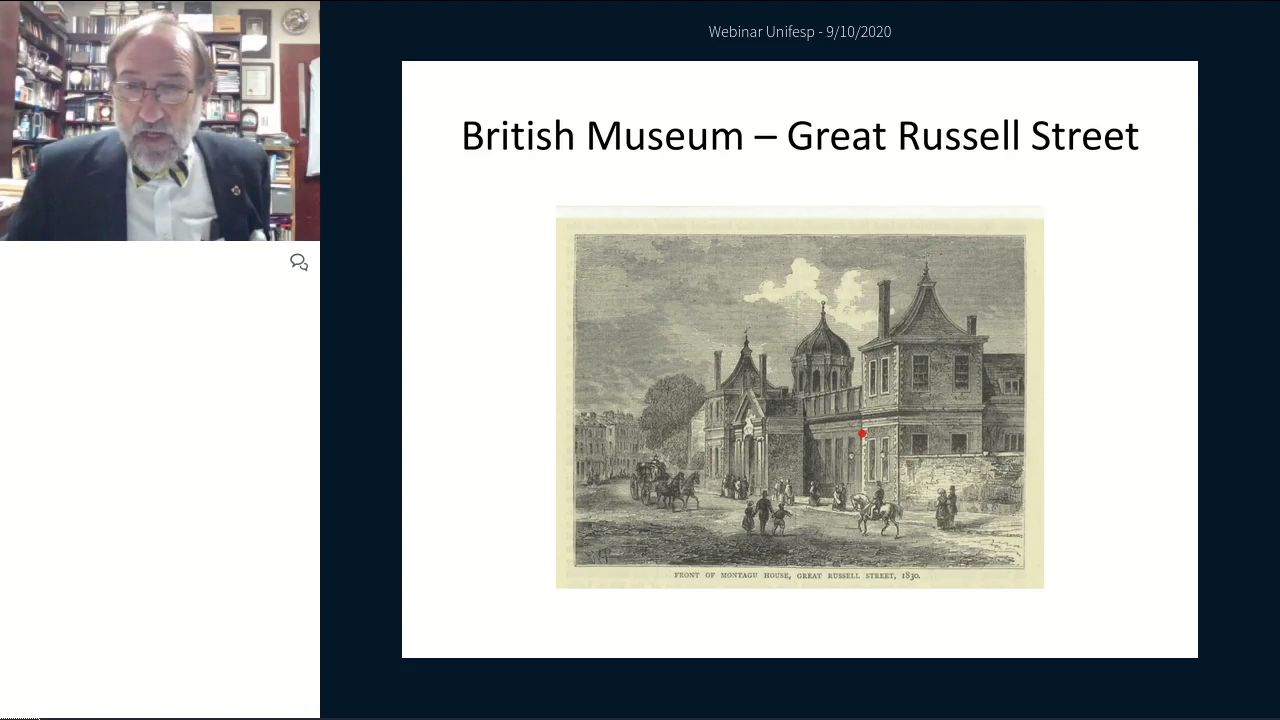 Webinar Unifesp - 9/10/2020
British Museum – Great Russell Street
FRONT OF MONTAGU HOUSE, GREAT RUSSELL STREET, 1830.